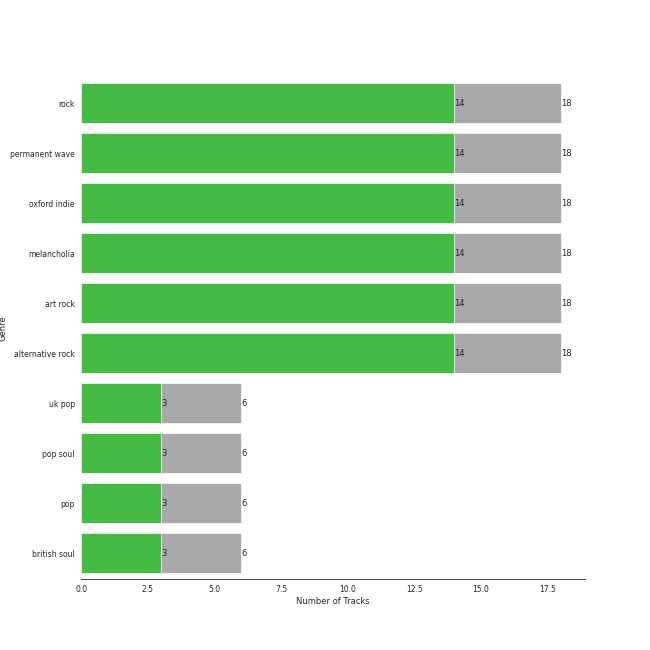 rock 14 18
permanent wave 14 18
oxford indie 14 18
melancholia 14 18
art rock 14 18
alternative rock 14 18
uk pop 3 6
pop soul 3 6
pop 3 6
british soul 3 6
Genre
0.0 2.5 5.0 7.5 10.0 12.5 15.0 17.5
Number of Tracks